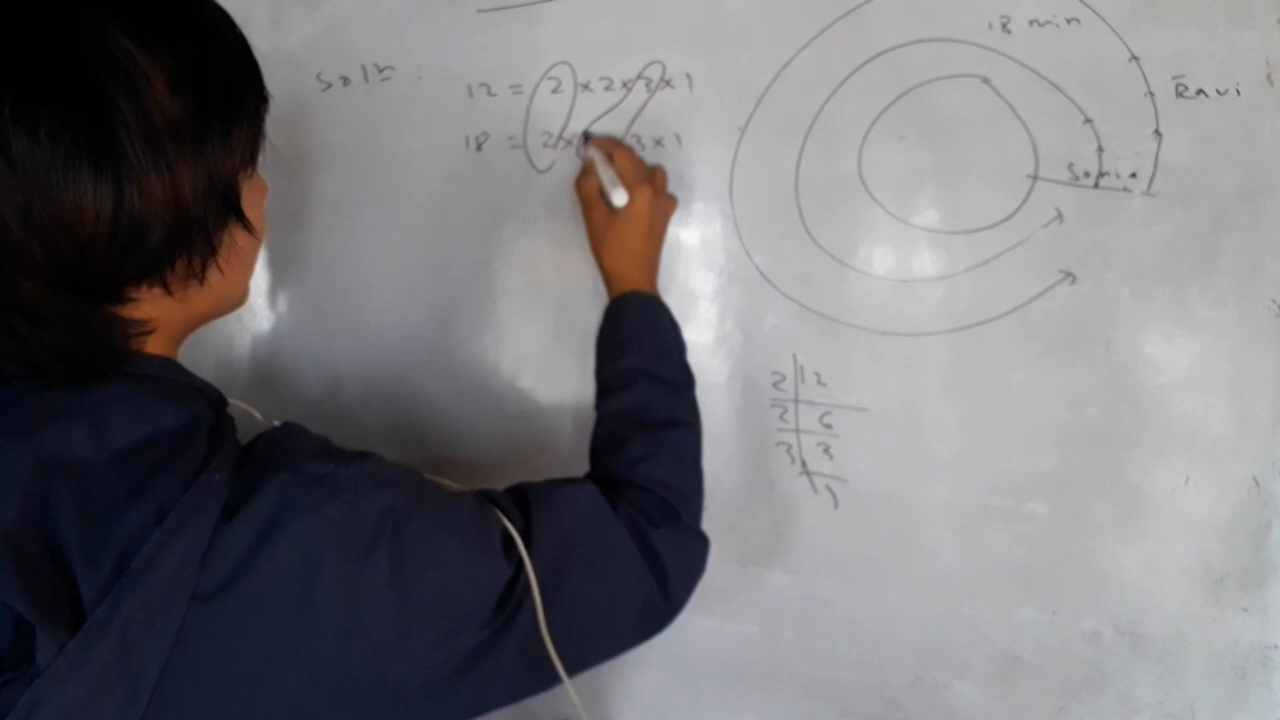 Solⁿ :
12 = 2 × 2 × 3 × 1
18 = 2 × 3 × 1
18 min
Ravi
Sonia
2 12
2 6
3 3
1